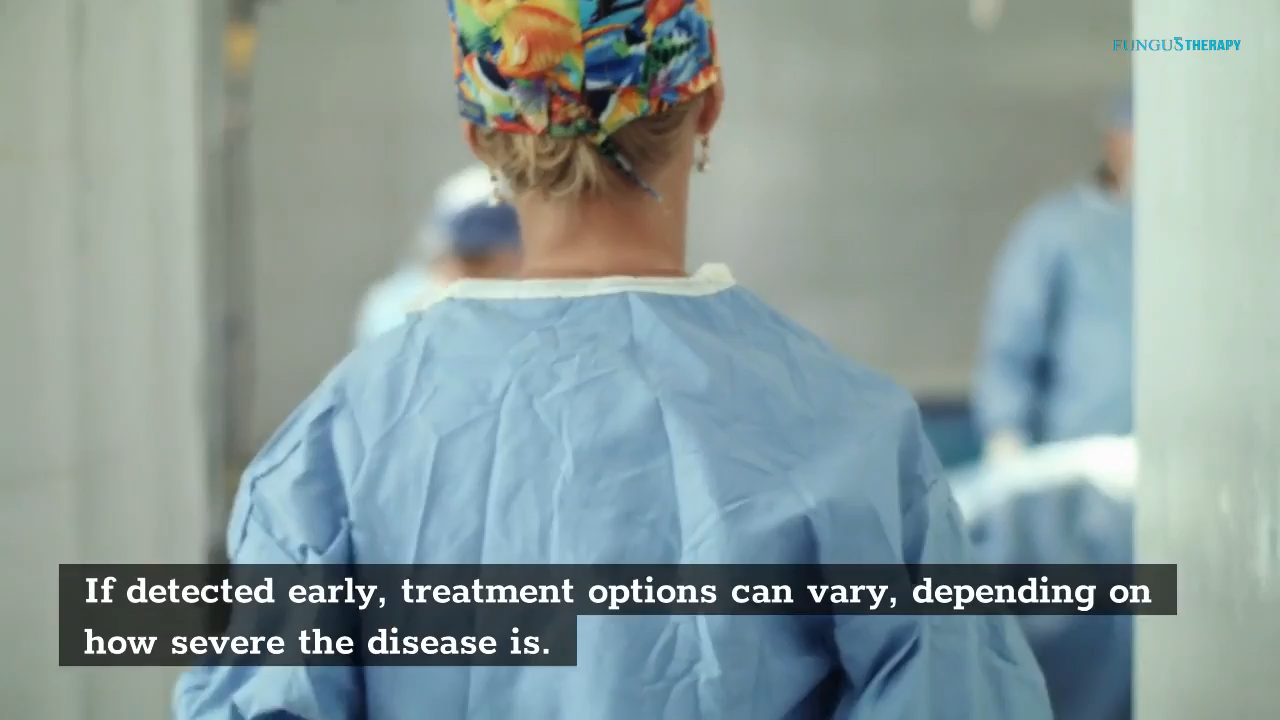 FUNGUSTHERAPY
If detected early, treatment options can vary, depending on
how severe the disease is.